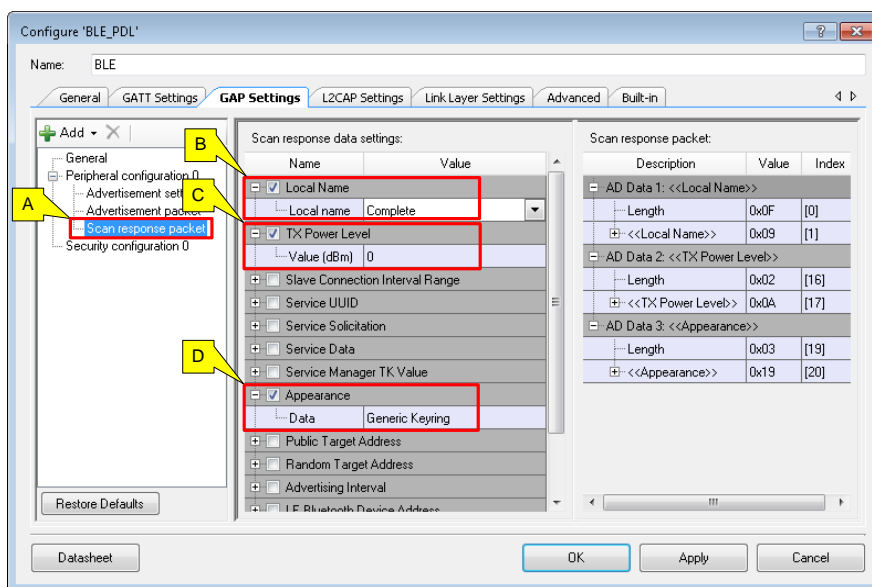 Configure 'BLE_PDL'
Name: BLE
General GATT Settings GAP Settings L2CAP Settings Link Layer Settings Advanced Built-in
Add
General
Peripheral configuration 0
Advertisement
Advertisement packet
Scan response packet
Security configuration 0
Restore Defaults
A
B
C
D
Scan response data settings:
Name Value
Local Name
Local name Complete
TX Power Level
Value (dBm) 0
Slave Connection Interval Range
Service UUID
Service Solicitation
Service Data
Service Manager TK Value
Appearance
Data Generic Keyring
Public Target Address
Random Target Address
Advertising Interval
LE Bluetooth Device Address
Scan response packet:
Description Value Index
AD Data 1: <<Local Name>>
Length 0x0F [0]
<<Local Name>> 0x09 [1]
AD Data 2: <<TX Power Level>>
Length 0x02 [16]
<<TX Power Level>> 0x0A [17]
AD Data 3: <<Appearance>>
Length 0x03 [19]
<<Appearance>> 0x19 [20]
Datasheet OK Apply Cancel